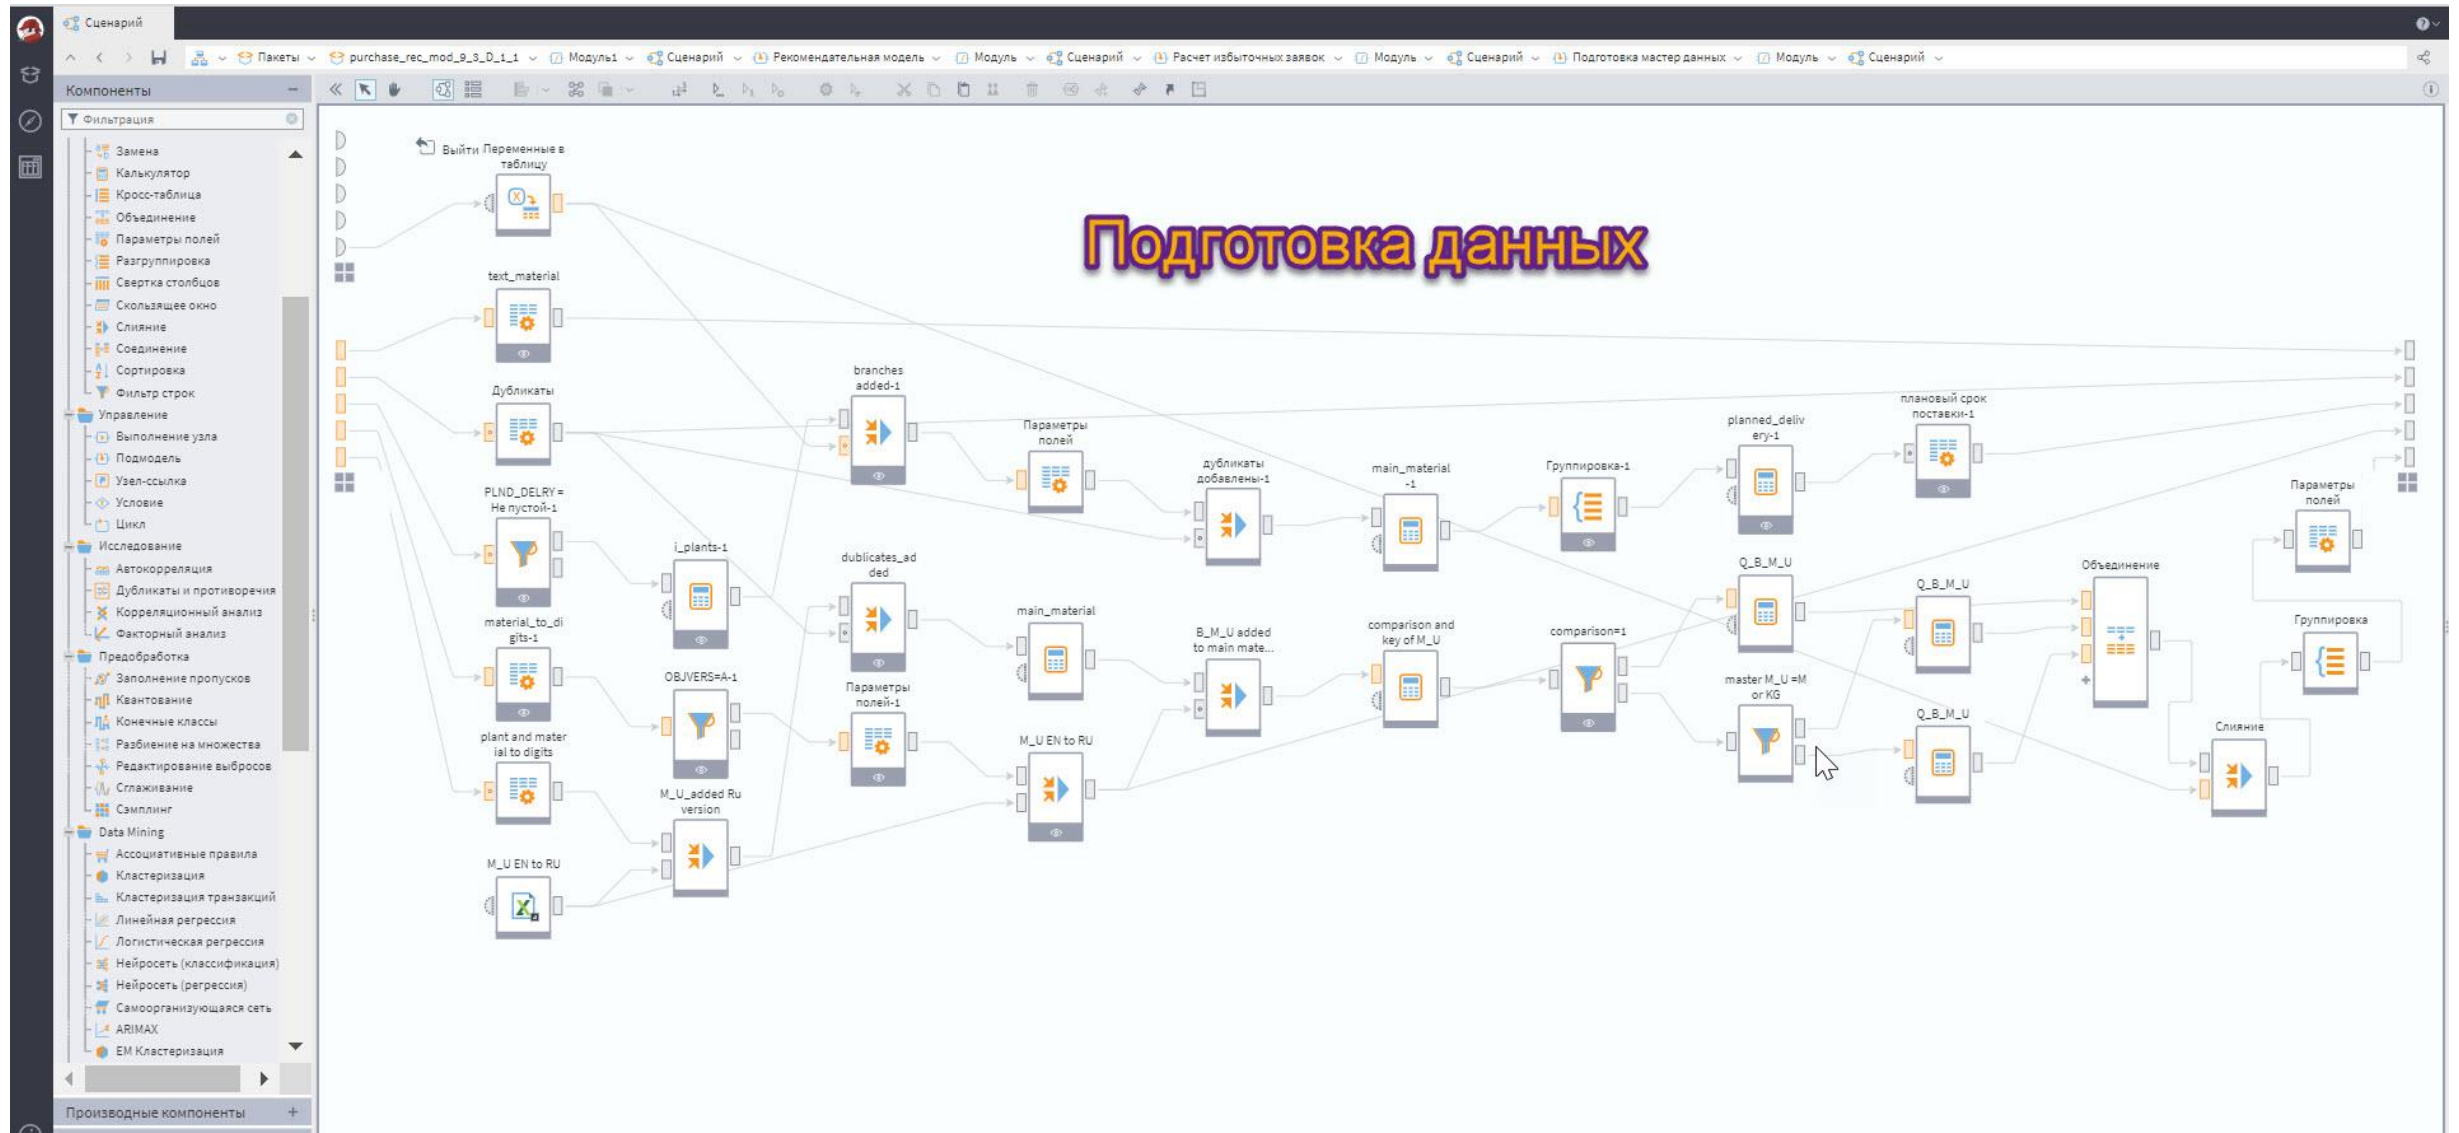 Сценарий
Пакеты
purchase_rec_mod_9_3_D_1_1
Модуль1
Сценарий
Рекомендательная модель
Модуль
Сценарий
Расчет избыточных заявок
Модуль
Сценарий
Подготовка мастер данных
Модуль
Сценарий
Компоненты
Фильтрация
Замена
Калькулятор
Кросс-таблица
Объединение
Параметры полей
Разгруппировка
Свертка столбцов
Скользящее окно
Слияние
Соединение
Сортировка
Фильтр строк
Управление
Выполнение узла
Подмодель
Узел-ссылка
Условие
Цикл
Исследование
Автокорреляция
Дубликаты и противоречия
Корреляционный анализ
Факторный анализ
Предобработка
Заполнение пропусков
Квантование
Конечные классы
Разбиение на множества
Редактирование выбросов
Сглаживание
Сэмплинг
Data Mining
Ассоциативные правила
Кластеризация
Кластеризация транзакций
Линейная регрессия
Логистическая регрессия
Нейросеть (классификация)
Нейросеть (регрессия)
Самоорганизующаяся сеть
ARIMAX
EM Кластеризация
Производные компоненты
Выйти
Переменные в
таблицу
Подготовка данных
text_material
Дубликаты
PLND_DELRY =
Не пустой-1
material_to_di
gits-1
plant and mater
ial to digits
M_U EN to RU
i_plants-1
OBJVERS=A-1
M_U_added Ru
version
branches
added-1
dublicates_ad
ded
Параметры
полей-1
Параметры
полей
main_material
M_U EN to RU
дубликаты
добавлены-1
B_M_U added
to main mate...
main_material
-1
comparison and
key of M_U
Группировка-1
comparison=1
planned_deliv
ery-1
Q_B_M_U
master M_U =M
or KG
плановый срок
поставки-1
Q_B_M_U
Q_B_M_U
Объединение
Слияние
Параметры
полей
Группировка